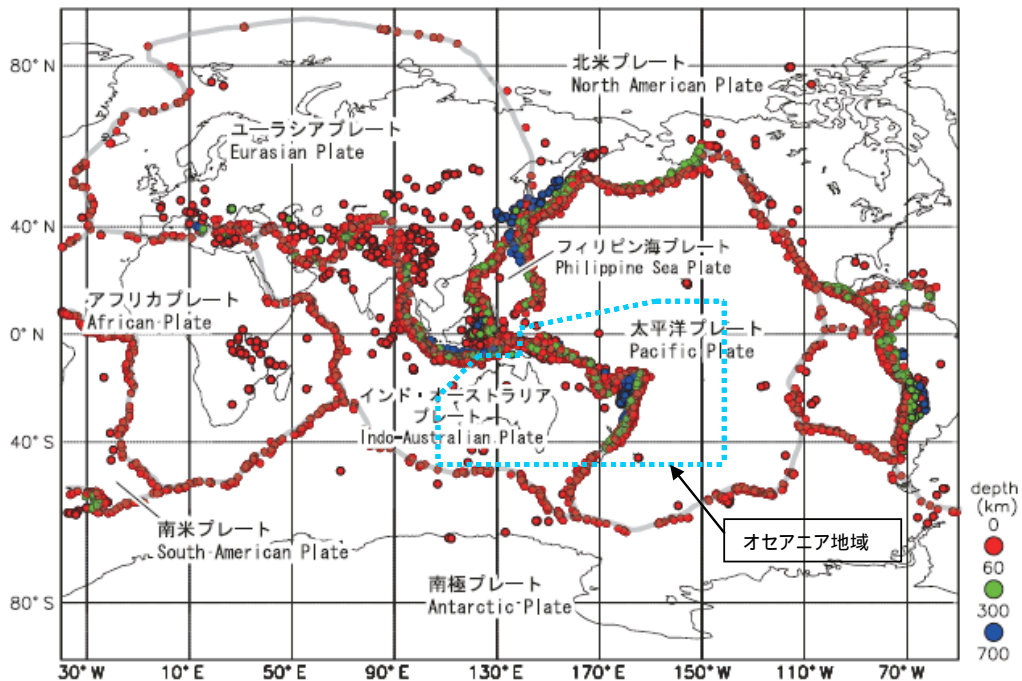 80° N
40° N
0° N
40° S
80° S
北米プレート
North American Plate
ユーラシアプレート
Eurasian Plate
フィリピン海プレート
Philippine Sea Plate
アフリカプレート
African Plate
太平洋プレート
Pacific Plate
インド・オーストラリア
プレート
Indo-Australian Plate
南米プレート
South American Plate
南極プレート
Antarctic Plate
オセアニア地域
depth
(km)
0
60
300
700
30° W
10° E
50° E
90° E
130° E
170° E
150° W
110° W
70° W